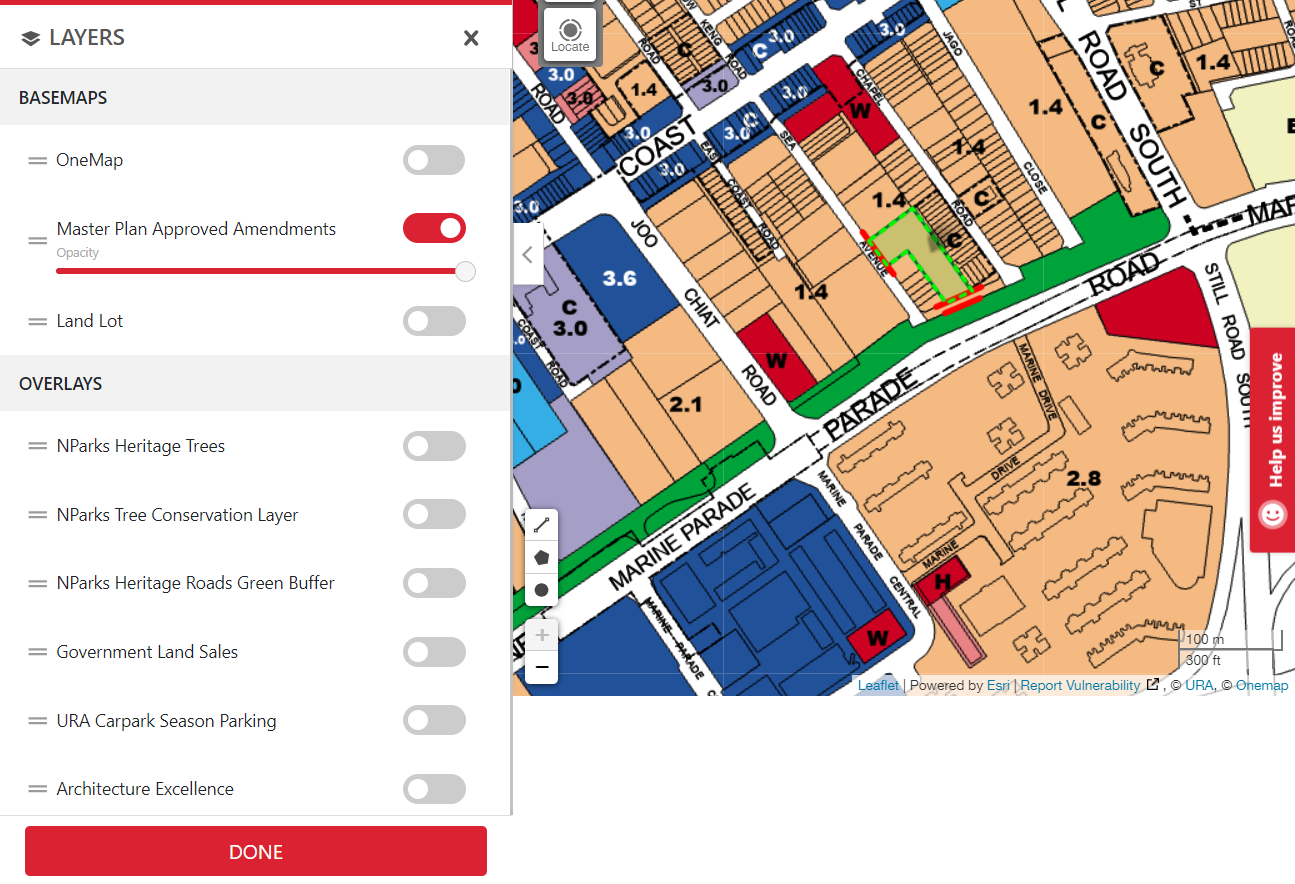 LAYERS
BASEMAPS
OneMap
Master Plan Approved Amendments
Opacity
Land Lot
OVERLAYS
NParks Heritage Trees
NParks Tree Conservation Layer
NParks Heritage Roads Green Buffer
Government Land Sales
URA Carpark Season Parking
Architecture Excellence
DONE
Locate
KENG
ROAD
ROAD
3.0
C
3.0
JAGO
ROAD SOUTH
C
1.4
3.0
3.0
1.4
C
3.0
ROAD
3.0
C
3.0
CHAPEL
ROAD
W
1.4
C
3.0
COAST
3.0
EAST
COAST
ROAD
SEA
AVENUE
1.4
CLOSE
3.0
C
1.4
C
JOO
CHIAT
ROAD
3.6
C
3.0
COAST
ROAD
1.4
ROAD
MAR
STILL
ROAD
SOUTH
W
2.1
PARADE
MARINE DRIVE
DRIVE
2.8
MARINE PARADE
MARINE
PARADE
CENTRAL
MARINE
H
W
MARINE
PARADE
Help us improve
100 m
300 ft
Leaflet | Powered by Esri | Report Vulnerability , © URA, © Onemap